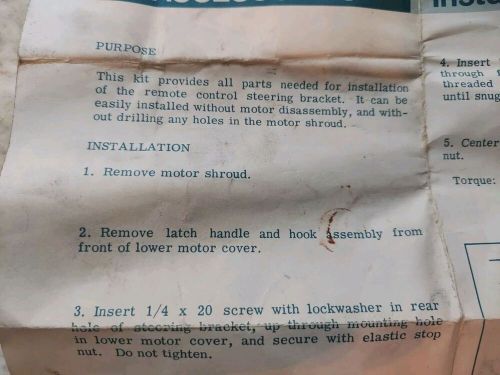 PURPOSE
This kit provides all parts needed for installation
of the remote control steering bracket. It can be
easily installed without motor disassembly, and with-
out drilling any holes in the motor shroud.
INSTALLATION
1. Remove motor shroud.
2. Remove latch handle and hook assembly from
front of lower motor cover.
3. Insert 1/4 x 20 screw with lockwasher in rear
hole of steering bracket, up through mounting hole
in lower motor cover, and secure with elastic stop
nut. Do not tighten.
4. Insert
through
threaded
until snug
5. Center
nut.
Torque: